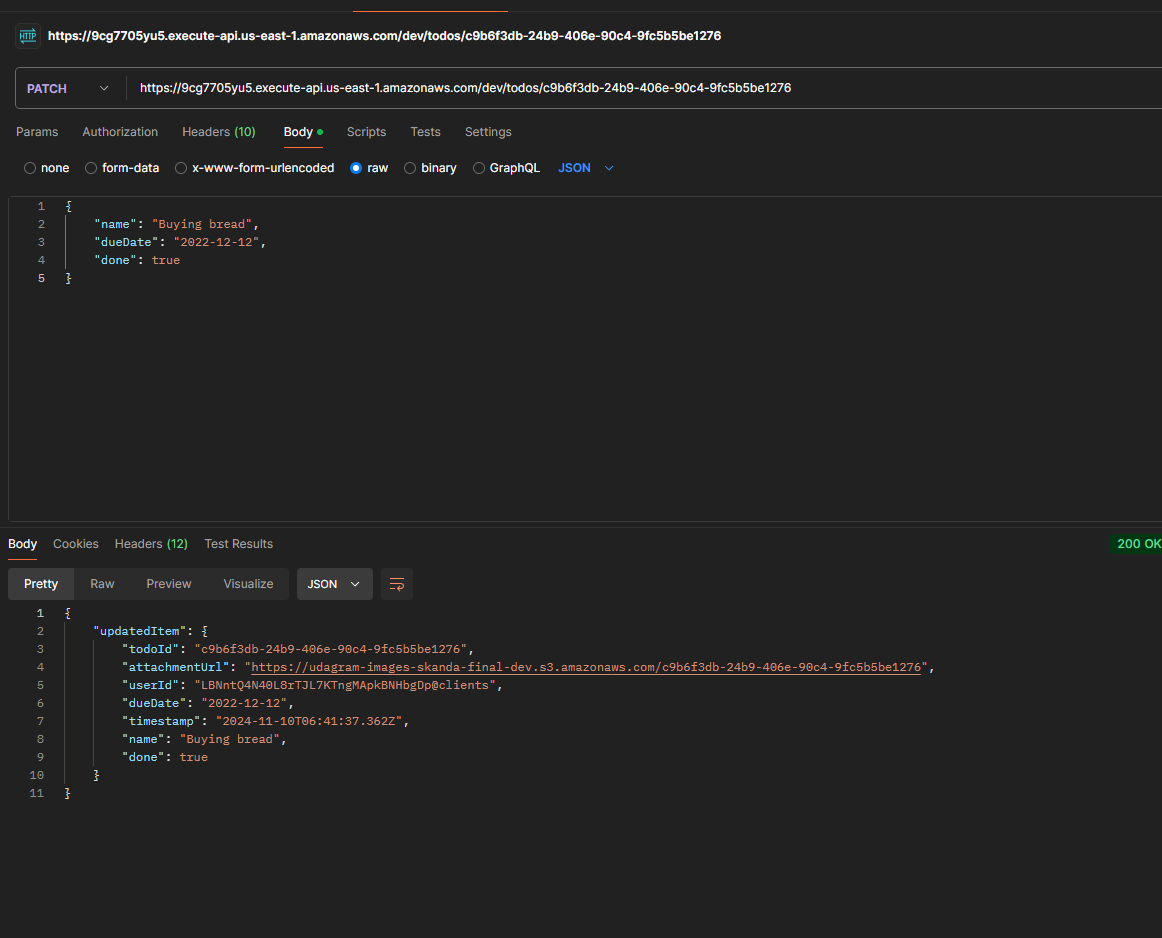 HTTP https://9cg7705yu5.execute-api.us-east-1.amazonaws.com/dev/todos/c9b6f3db-24b9-406e-90c4-9fc5b5be1276
PATCH https://9cg7705yu5.execute-api.us-east-1.amazonaws.com/dev/todos/c9b6f3db-24b9-406e-90c4-9fc5b5be1276
Params Authorization Headers (10) Body Scripts Tests Settings
none form-data x-www-form-urlencoded raw binary GraphQL JSON
1 {
2 "name": "Buying bread",
3 "dueDate": "2022-12-12",
4 "done": true
5 }
Body Cookies Headers (12) Test Results 200 OK
Pretty Raw Preview Visualize JSON
1 {
2 "updatedItem": {
3 "todoId": "c9b6f3db-24b9-406e-90c4-9fc5b5be1276",
4 "attachmentUrl": "https://udagram-images-skanda-final-dev.s3.amazonaws.com/c9b6f3db-24b9-406e-90c4-9fc5b5be1276",
5 "userId": "LBNntQ4N40L8rTJL7KTngMApkBNHbgDp@clients",
6 "dueDate": "2022-12-12",
7 "timestamp": "2024-11-10T06:41:37.362Z",
8 "name": "Buying bread",
9 "done": true
10 }
11 }